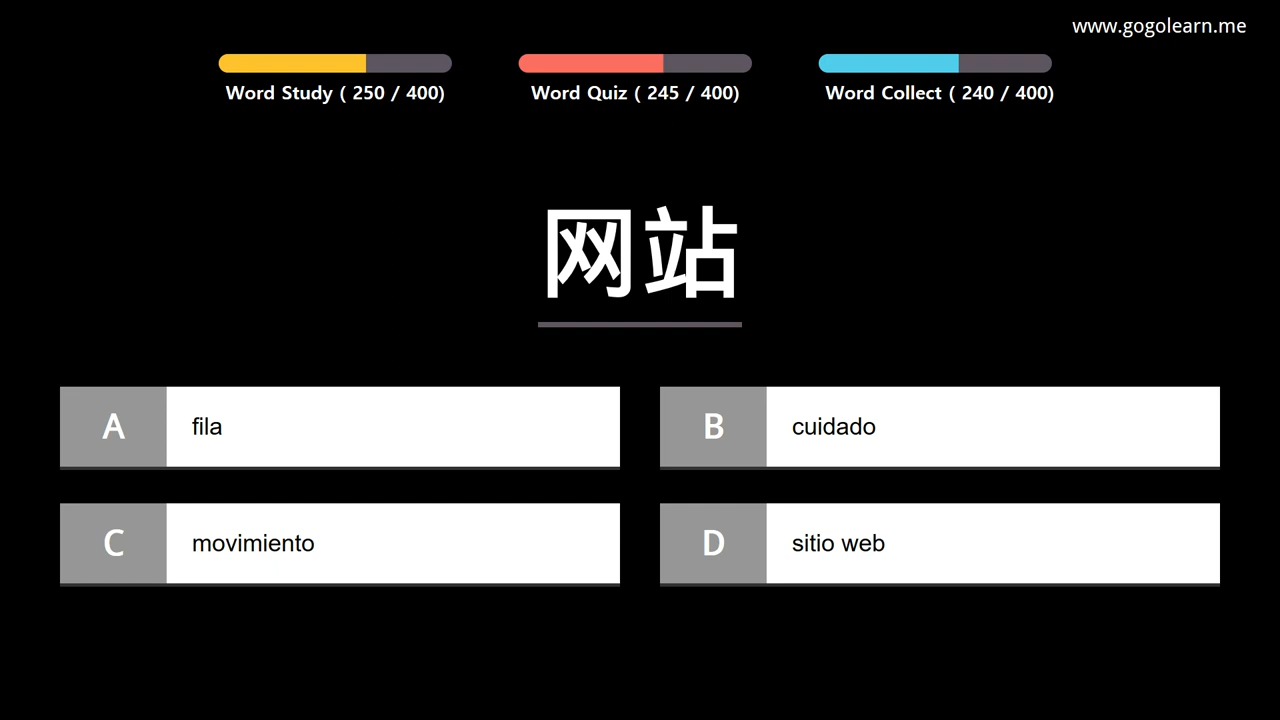 www.gogolearn.me
Word Study ( 250 / 400)
Word Quiz ( 245 / 400)
Word Collect ( 240 / 400)
网站
A fila
B cuidado
C movimiento
D sitio web